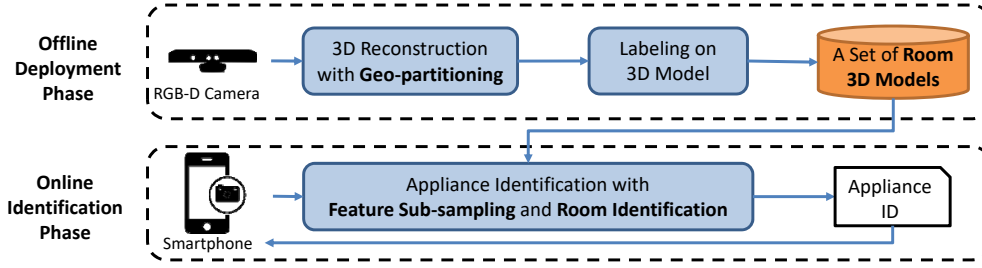 Offline
Deployment
Phase
RGB-D Camera
3D Reconstruction
with Geo-partitioning
Labeling on
3D Model
A Set of Room
3D Models
Online
Identification
Phase
Smartphone
Appliance Identification with
Feature Sub-sampling and Room Identification
Appliance
ID